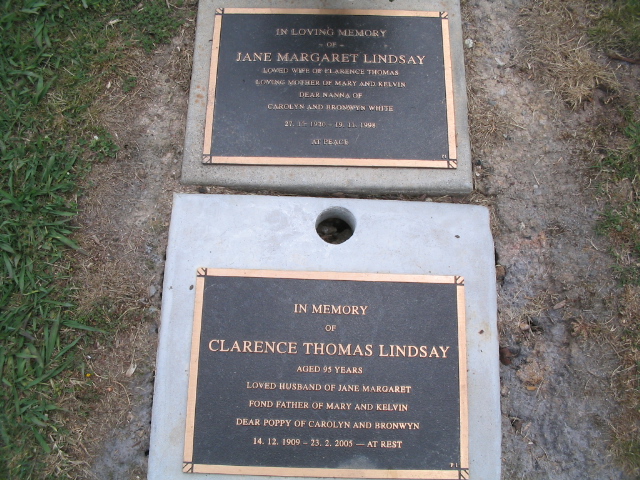 IN LOVING MEMORY
- OF -
JANE MARGARET LINDSAY
LOVED WIFE OF CLARENCE THOMAS
LOVING MOTHER OF MARY AND KELVIN
DEAR NANNA OF
CAROLYN AND BRONWYN WHITE
- 19. 11. 1998
AT PEACE
IN MEMORY
OF
CLARENCE THOMAS LINDSAY
AGED 95 YEARS
LOVED HUSBAND OF JANE MARGARET
FOND FATHER OF MARY AND KELVIN
DEAR POPPY OF CAROLYN AND BRONWYN
14. 12. 1909 – 23. 2. 2005 — AT REST